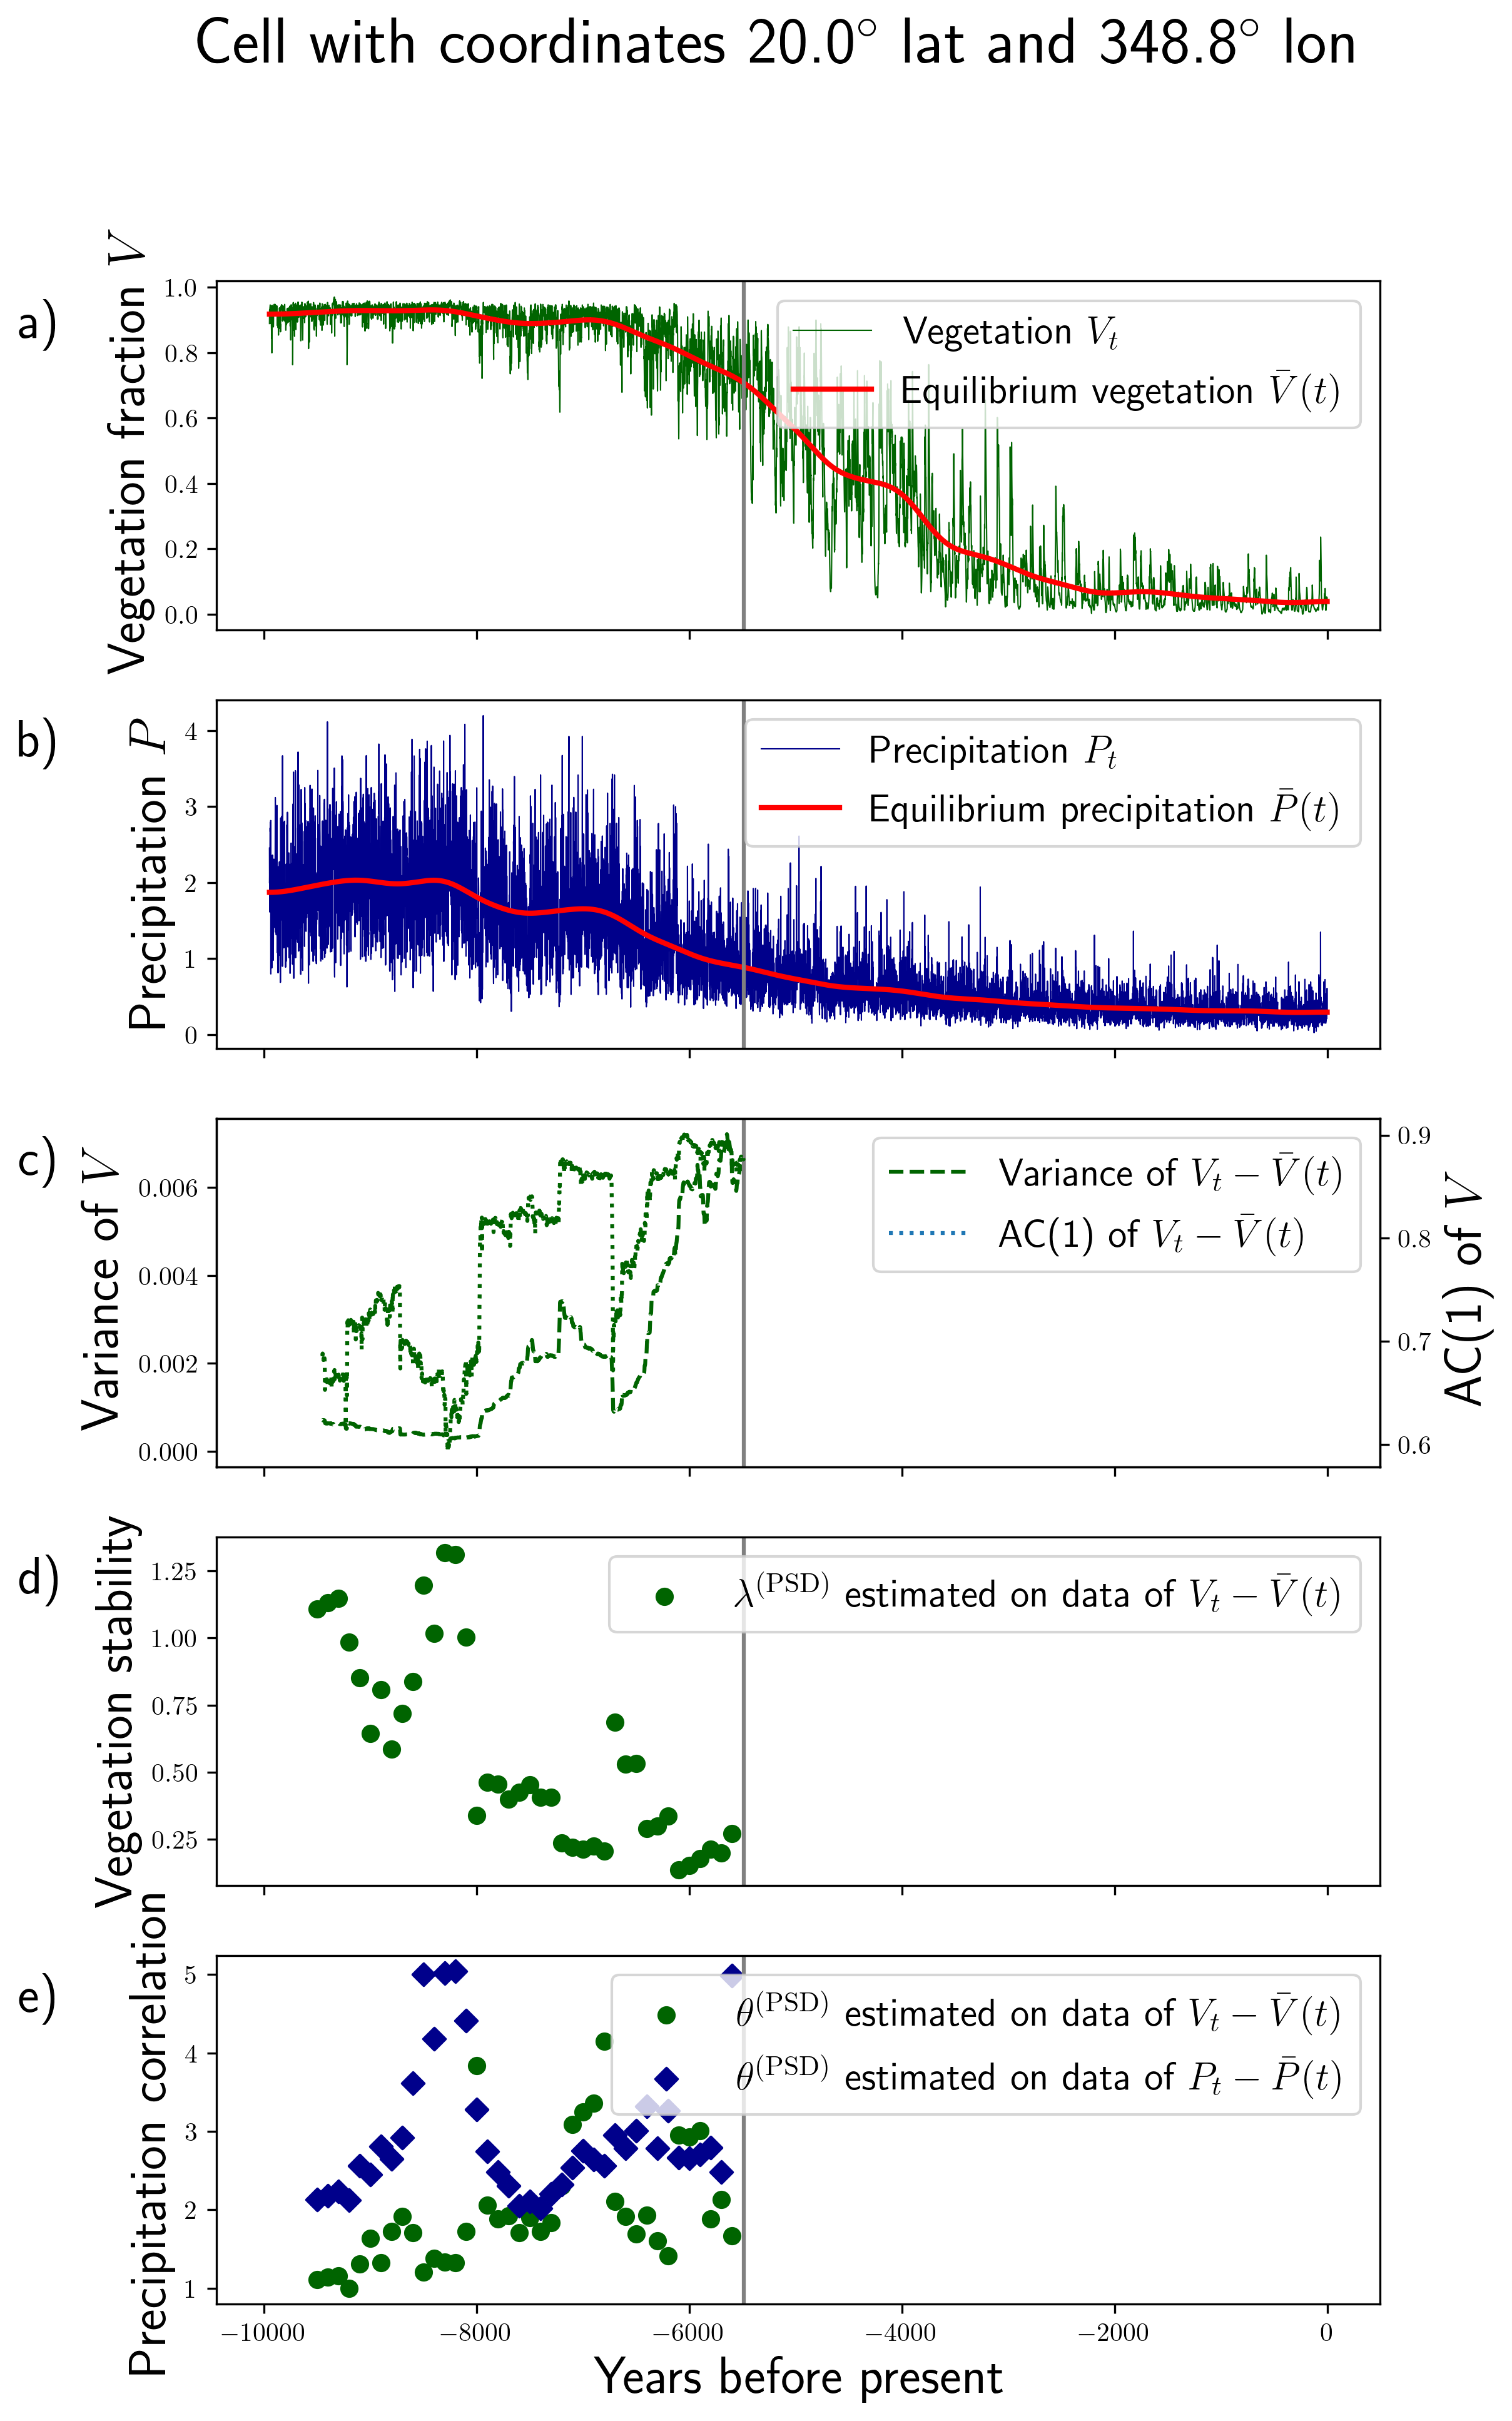 Cell with coordinates 20.0° lat and 348.8° lon
a)
Vegetation fraction V
1.0
0.8
0.6
0.4
0.2
0.0
Vegetation V_t
Equilibrium vegetation V̄(t)
b)
Precipitation P
4
3
2
1
0
Precipitation P_t
Equilibrium precipitation P̄(t)
c)
Variance of V
0.006
0.004
0.002
0.000
Variance of V_t − V̄(t)
AC(1) of V_t − V̄(t)
0.9
0.8
0.7
0.6
AC(1) of V
d)
Vegetation stability
1.25
1.00
0.75
0.50
0.25
λ^(PSD) estimated on data of V_t − V̄(t)
e)
Precipitation correlation
5
4
3
2
1
θ^(PSD) estimated on data of V_t − V̄(t)
θ^(PSD) estimated on data of P_t − P̄(t)
−10000 −8000 −6000 −4000 −2000 0
Years before present